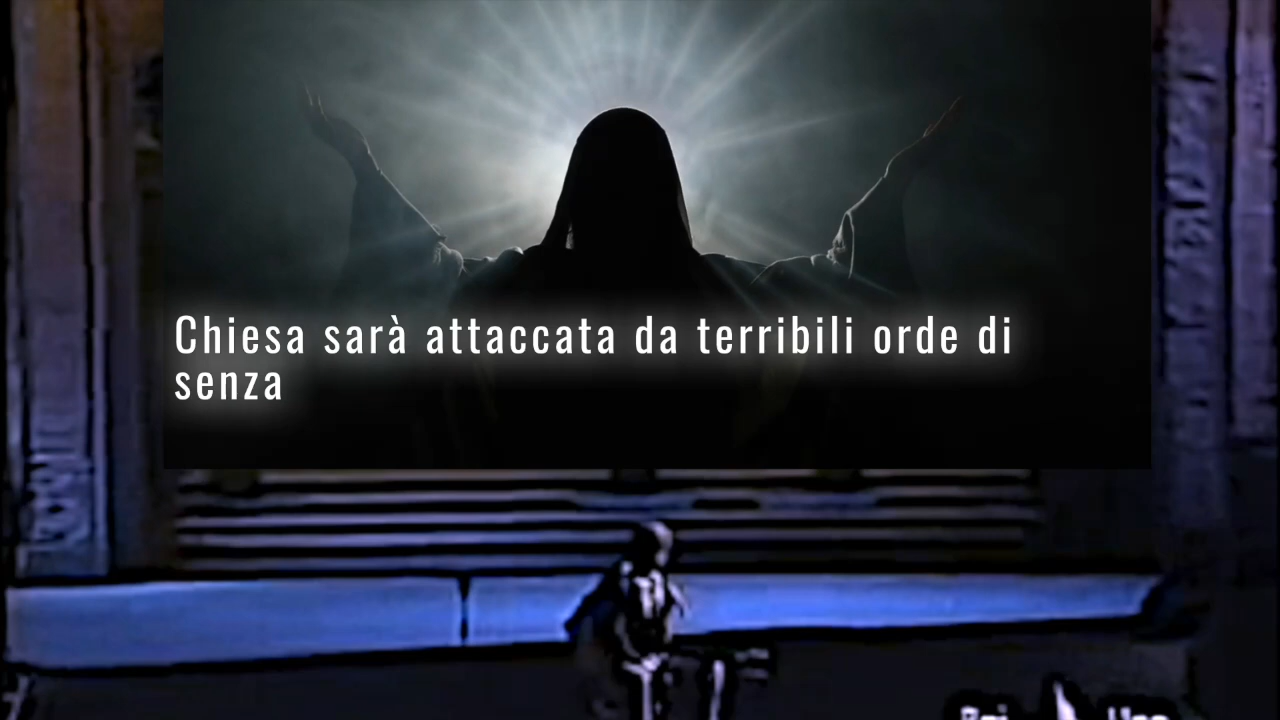 Chiesa sarà attaccata da terribili orde di
senza